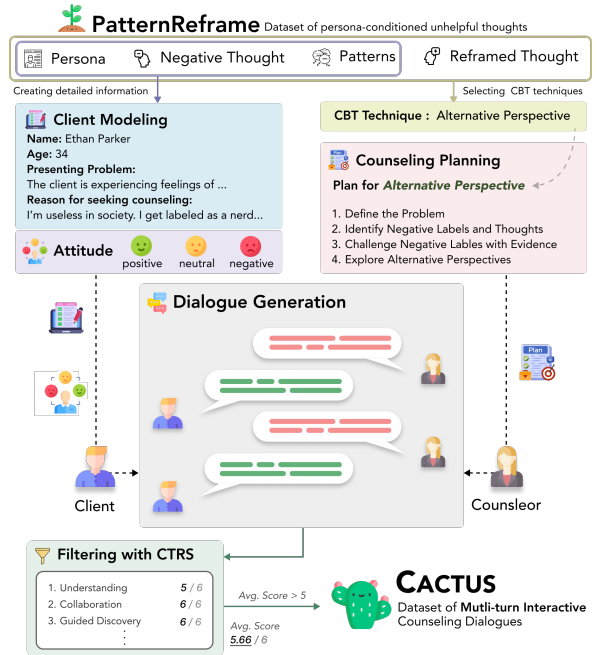 PatternReframe Dataset of persona-conditioned unhelpful thoughts
Persona
Negative Thought
Patterns
Reframed Thought
Creating detailed information
Selecting CBT techniques
Client Modeling
Name: Ethan Parker
Age: 34
Presenting Problem:
The client is experiencing feelings of ...
Reason for seeking counseling:
I'm useless in society. I get labeled as a nerd...
Attitude
positive
neutral
negative
CBT Technique : Alternative Perspective
Counseling Planning
Plan for Alternative Perspective
1. Define the Problem
2. Identify Negative Labels and Thoughts
3. Challenge Negative Lables with Evidence
4. Explore Alternative Perspectives
Dialogue Generation
Plan
Plan
Client
Counsleor
Filtering with CTRS
1. Understanding 5 / 6
2. Collaboration 6 / 6
3. Guided Discovery 6 / 6
⋮
Avg. Score > 5
Avg. Score
5.66 / 6
CACTUS
Dataset of Mutli-turn Interactive
Counseling Dialogues